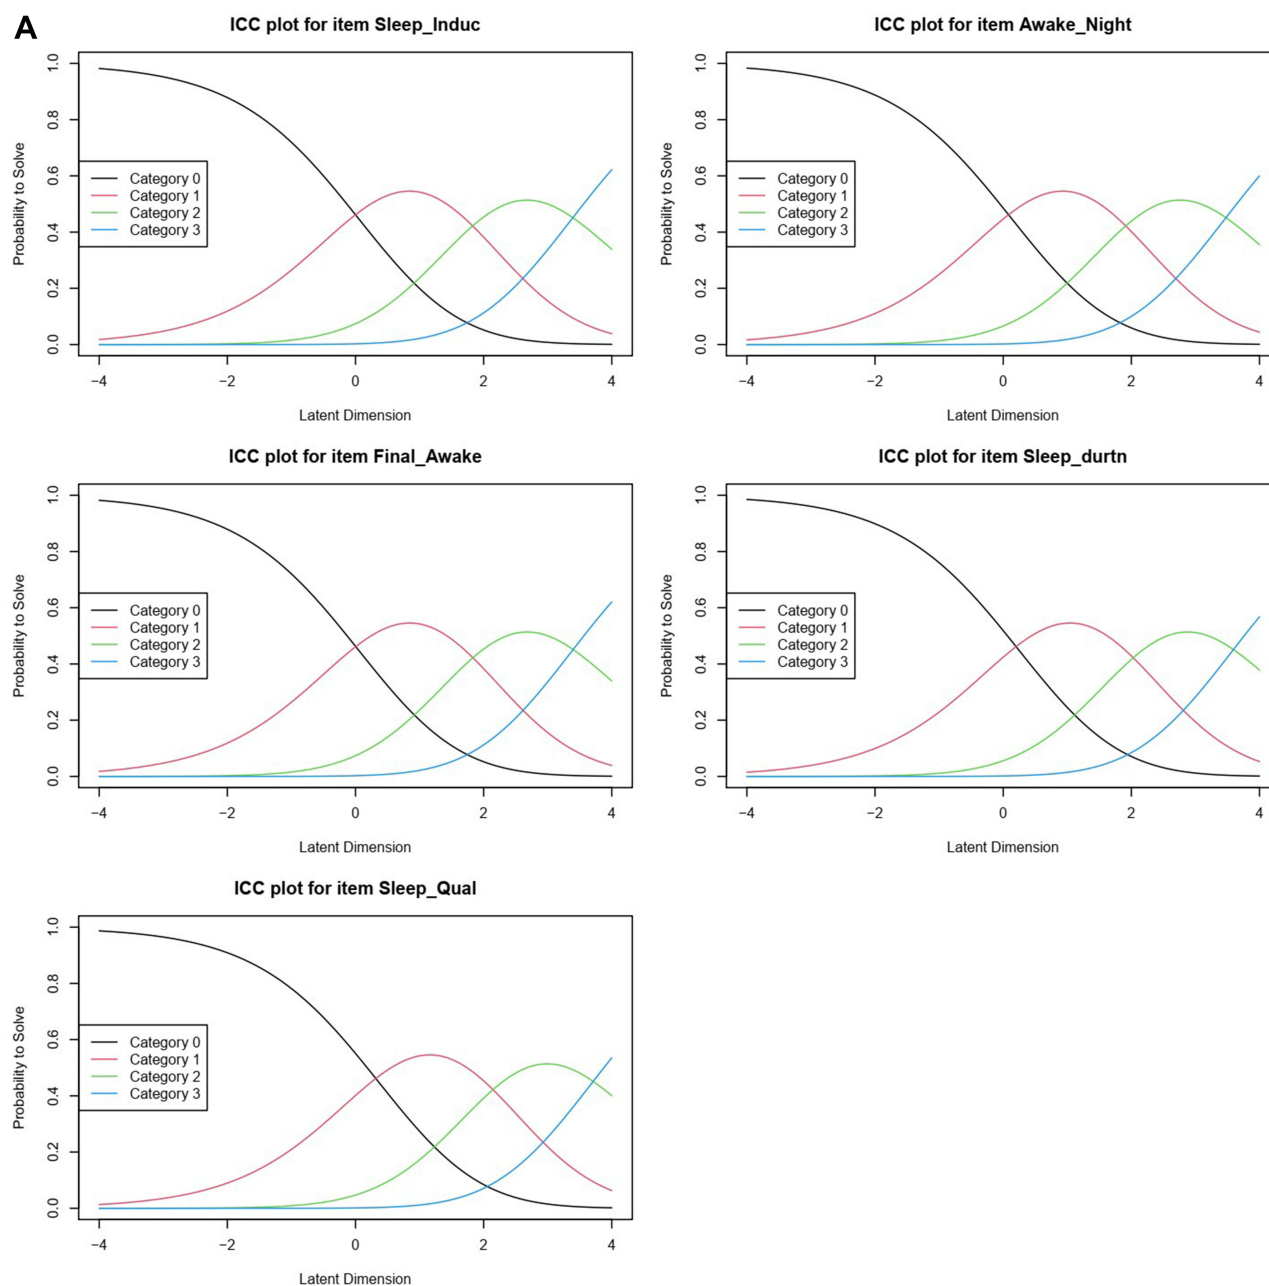 A
ICC plot for item Sleep_Induc
Probability to Solve
1.0
0.8
0.6
0.4
0.2
0.0
Category 0
Category 1
Category 2
Category 3
−4 −2 0 2 4
Latent Dimension
ICC plot for item Awake_Night
Probability to Solve
1.0
0.8
0.6
0.4
0.2
0.0
Category 0
Category 1
Category 2
Category 3
−4 −2 0 2 4
Latent Dimension
ICC plot for item Final_Awake
Probability to Solve
1.0
0.8
0.6
0.4
0.2
0.0
Category 0
Category 1
Category 2
Category 3
−4 −2 0 2 4
Latent Dimension
ICC plot for item Sleep_durtn
Probability to Solve
1.0
0.8
0.6
0.4
0.2
0.0
Category 0
Category 1
Category 2
Category 3
−4 −2 0 2 4
Latent Dimension
ICC plot for item Sleep_Qual
Probability to Solve
1.0
0.8
0.6
0.4
0.2
0.0
Category 0
Category 1
Category 2
Category 3
−4 −2 0 2 4
Latent Dimension